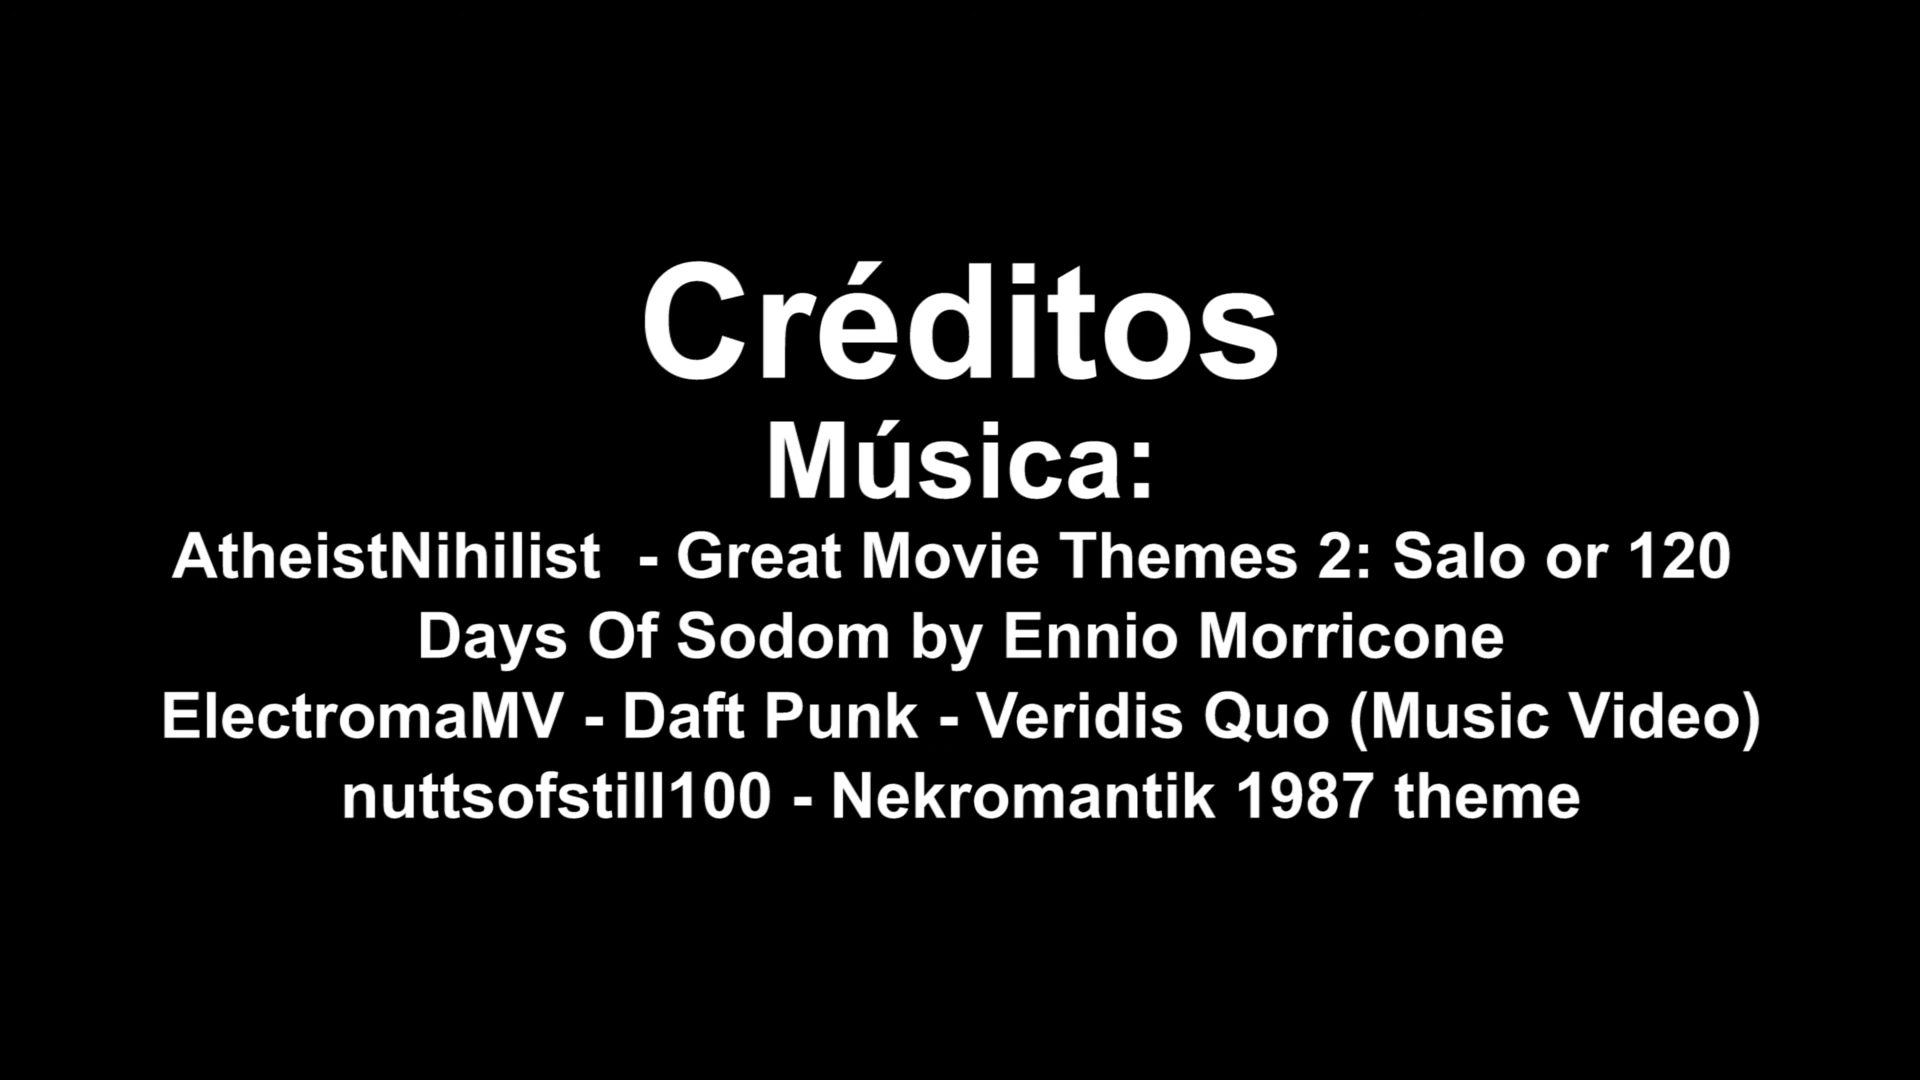 Créditos
Música:
AtheistNihilist  - Great Movie Themes 2: Salo or 120
Days Of Sodom by Ennio Morricone
ElectromaMV - Daft Punk - Veridis Quo (Music Video)
nuttsofstill100 - Nekromantik 1987 theme